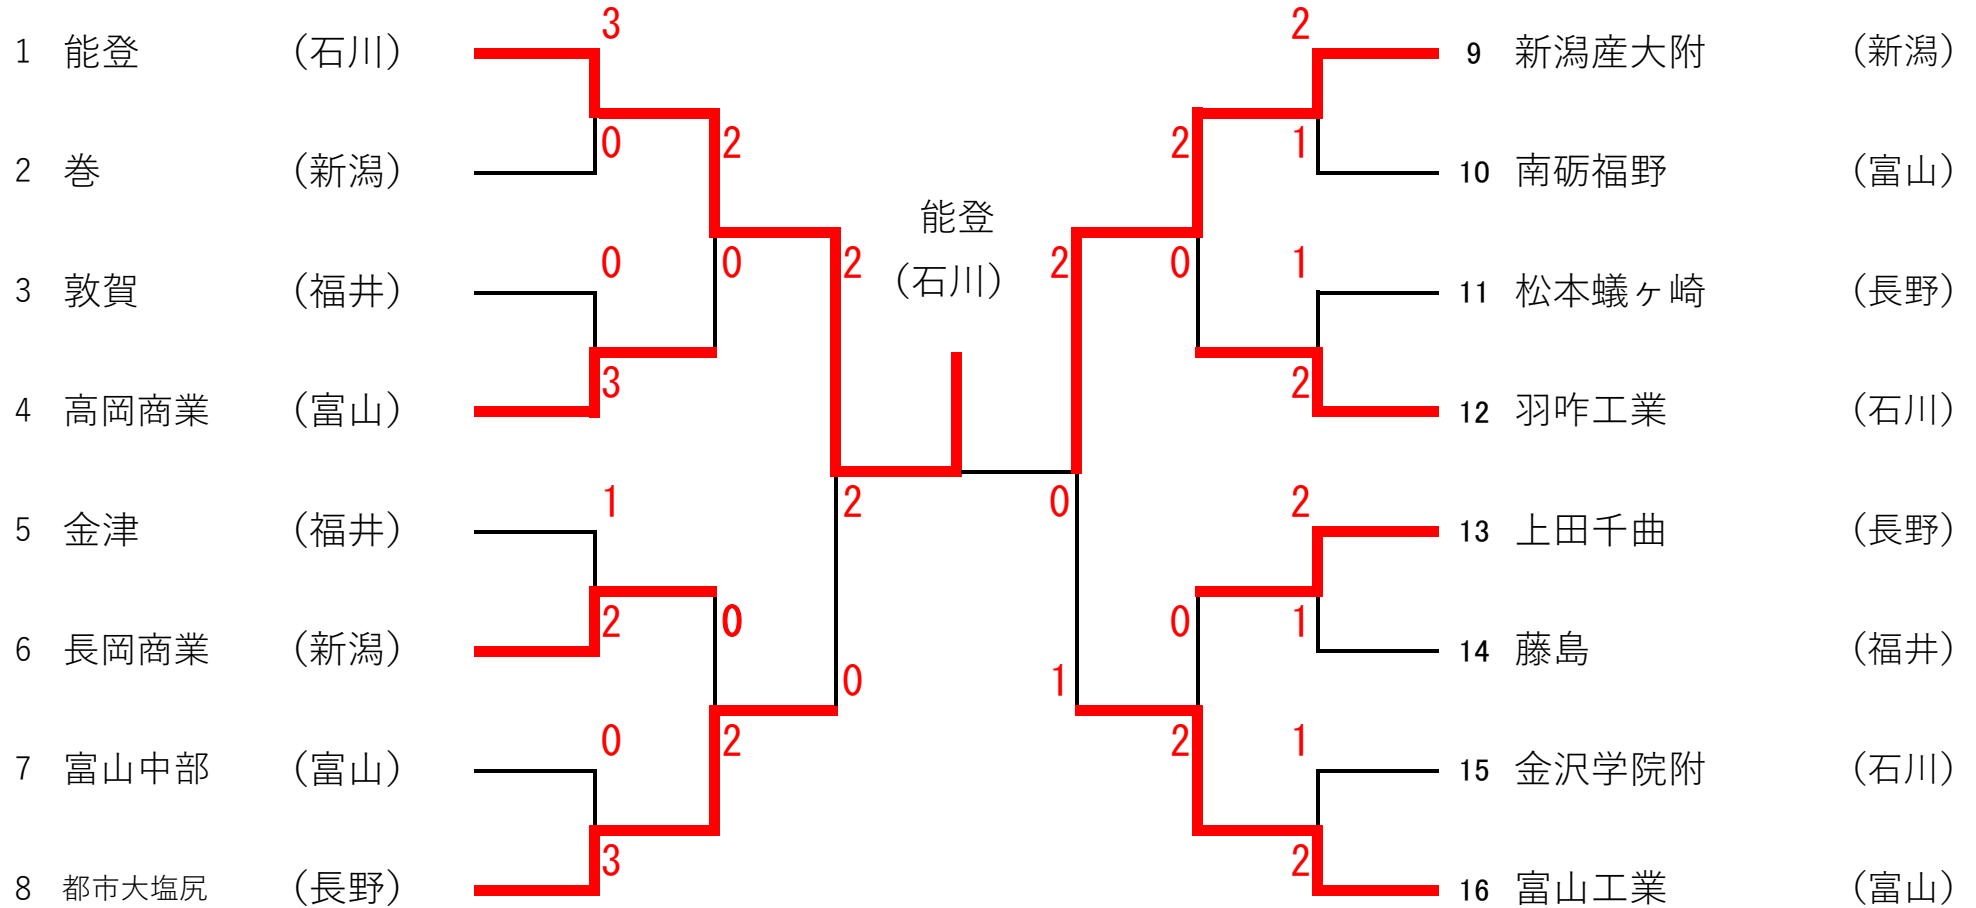 3
2
1 能登 (石川)
9 新潟産大附 (新潟)
0
2
2
1
2 巻 (新潟)
10 南砺福野 (富山)
能登
(石川)
0
0
2
2
0
1
3 敦賀 (福井)
11 松本蟻ヶ崎 (長野)
3
2
4 高岡商業 (富山)
12 羽咋工業 (石川)
1
2
0
2
5 金津 (福井)
13 上田千曲 (長野)
2
0
0
1
6 長岡商業 (新潟)
14 藤島 (福井)
0
1
0
2
2
1
7 富山中部 (富山)
15 金沢学院附 (石川)
3
2
8 都市大塩尻 (長野)
16 富山工業 (富山)